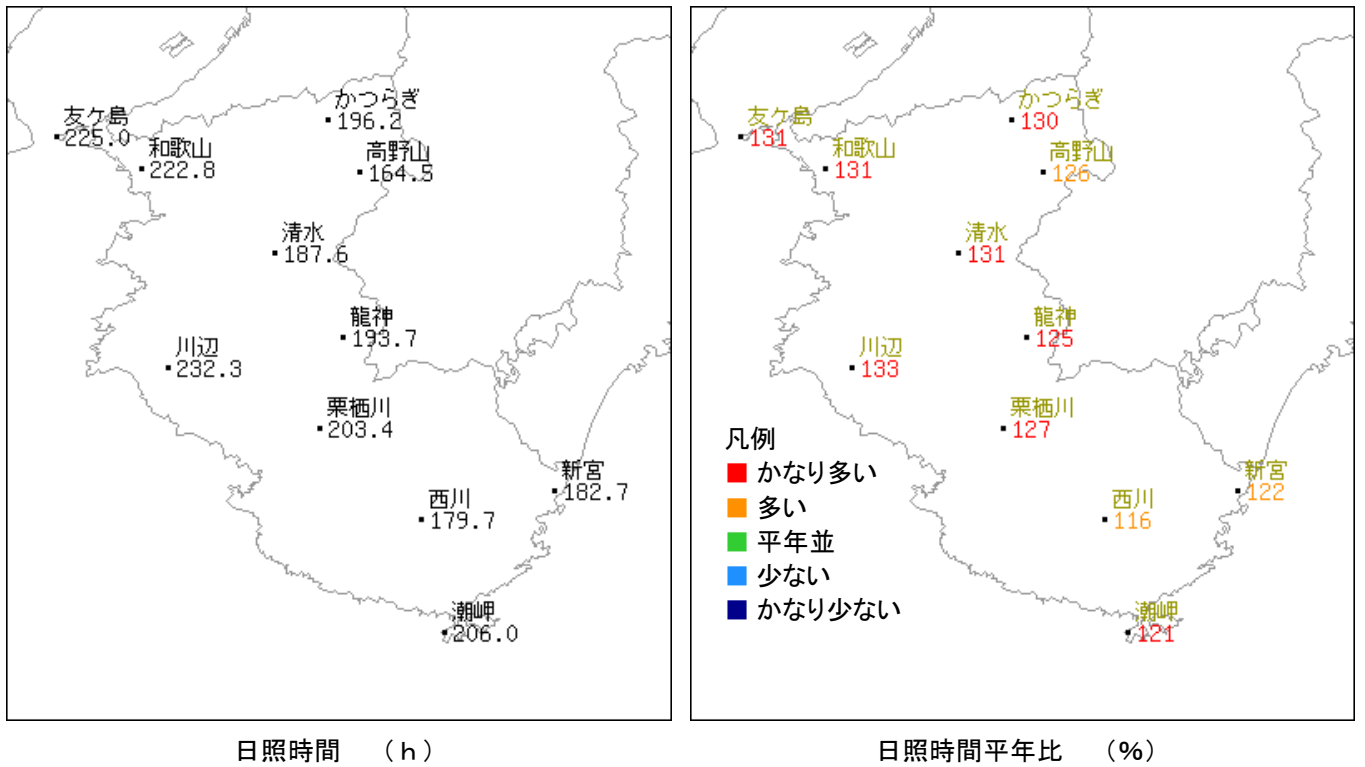 友ケ島
225.0
和歌山
222.8
かつらぎ
196.2
高野山
164.5
清水
187.6
龍神
193.7
川辺
232.3
栗栖川
203.4
新宮
182.7
西川
179.7
潮岬
206.0
日照時間 (h)
友ケ島
131
和歌山
131
かつらぎ
130
高野山
126
清水
131
龍神
125
川辺
133
栗栖川
127
新宮
122
西川
116
潮岬
121
凡例
かなり多い
多い
平年並
少ない
かなり少ない
日照時間平年比 (%)